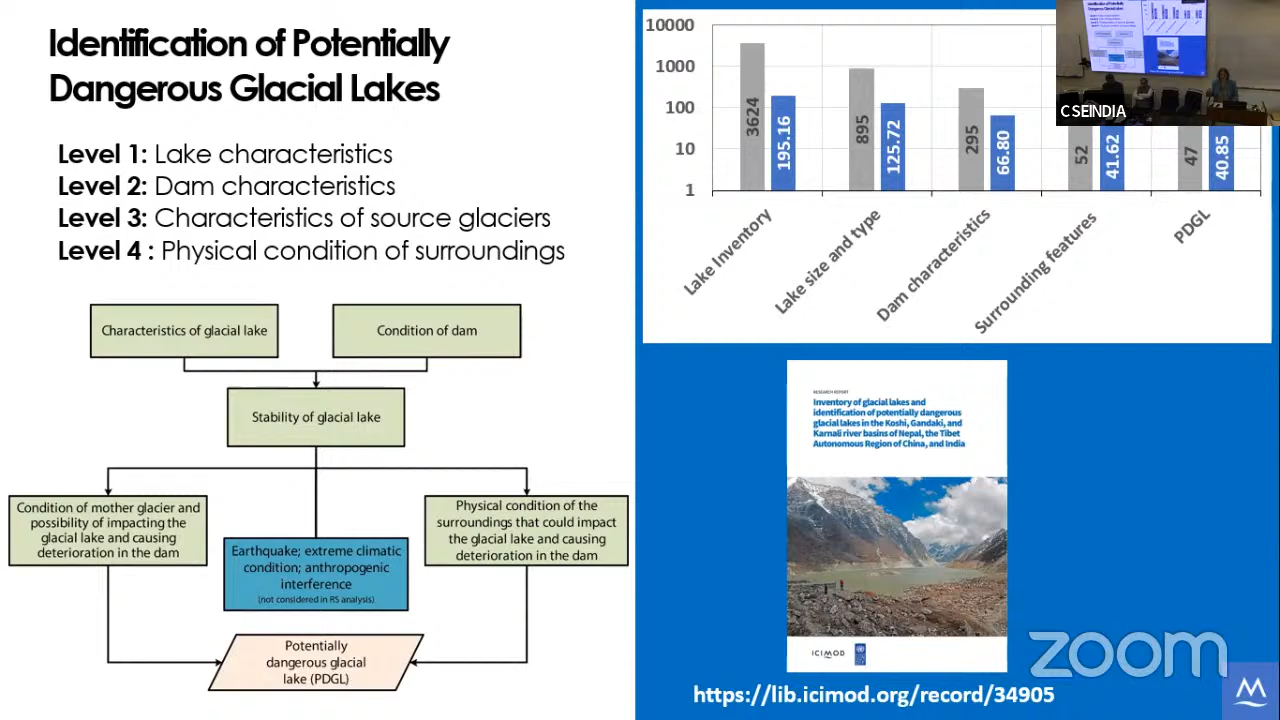 Identification of Potentially
Dangerous Glacial Lakes
Level 1: Lake characteristics
Level 2: Dam characteristics
Level 3: Characteristics of source glaciers
Level 4 : Physical condition of surroundings
Characteristics of glacial lake
Condition of dam
Stability of glacial lake
Condition of mother glacier and
possibility of impacting the
glacial lake and causing
deterioration in the dam
Earthquake; extreme climatic
condition; anthropogenic
interference
(not considered in RS analysis)
Physical condition of the
surroundings that could impact
the glacial lake and causing
deterioration in the dam
Potentially
dangerous glacial
lake (PDGL)
10000
1000
100
10
1
3624
195.16
895
125.72
295
66.80
52
41.62
47
40.85
Lake Inventory
Lake size and type
Dam characteristics
Surrounding features
PDGL
CSEINDIA
RESEARCH REPORT
Inventory of glacial lakes and
identification of potentially dangerous
glacial lakes in the Koshi, Gandaki, and
Karnali river basins of Nepal, the Tibet
Autonomous Region of China, and India
ICIMOD
https://lib.icimod.org/record/34905
zoom